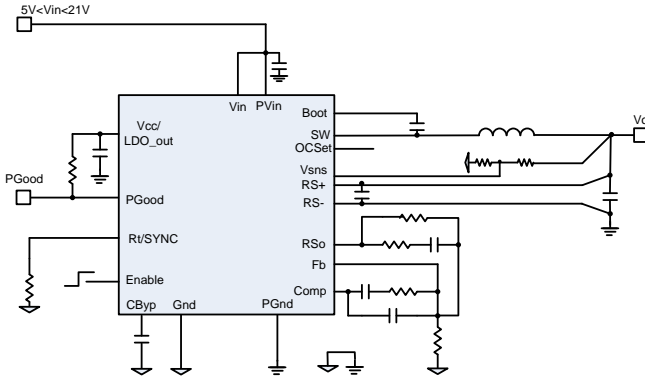 5V<Vin<21V
Vin PVin
Boot
Vcc/
LDO_out
SW
OCSet
Vsns
PGood
RS+
PGood
RS-
Rt/SYNC
RSo
Fb
Enable
Comp
CByp Gnd PGnd